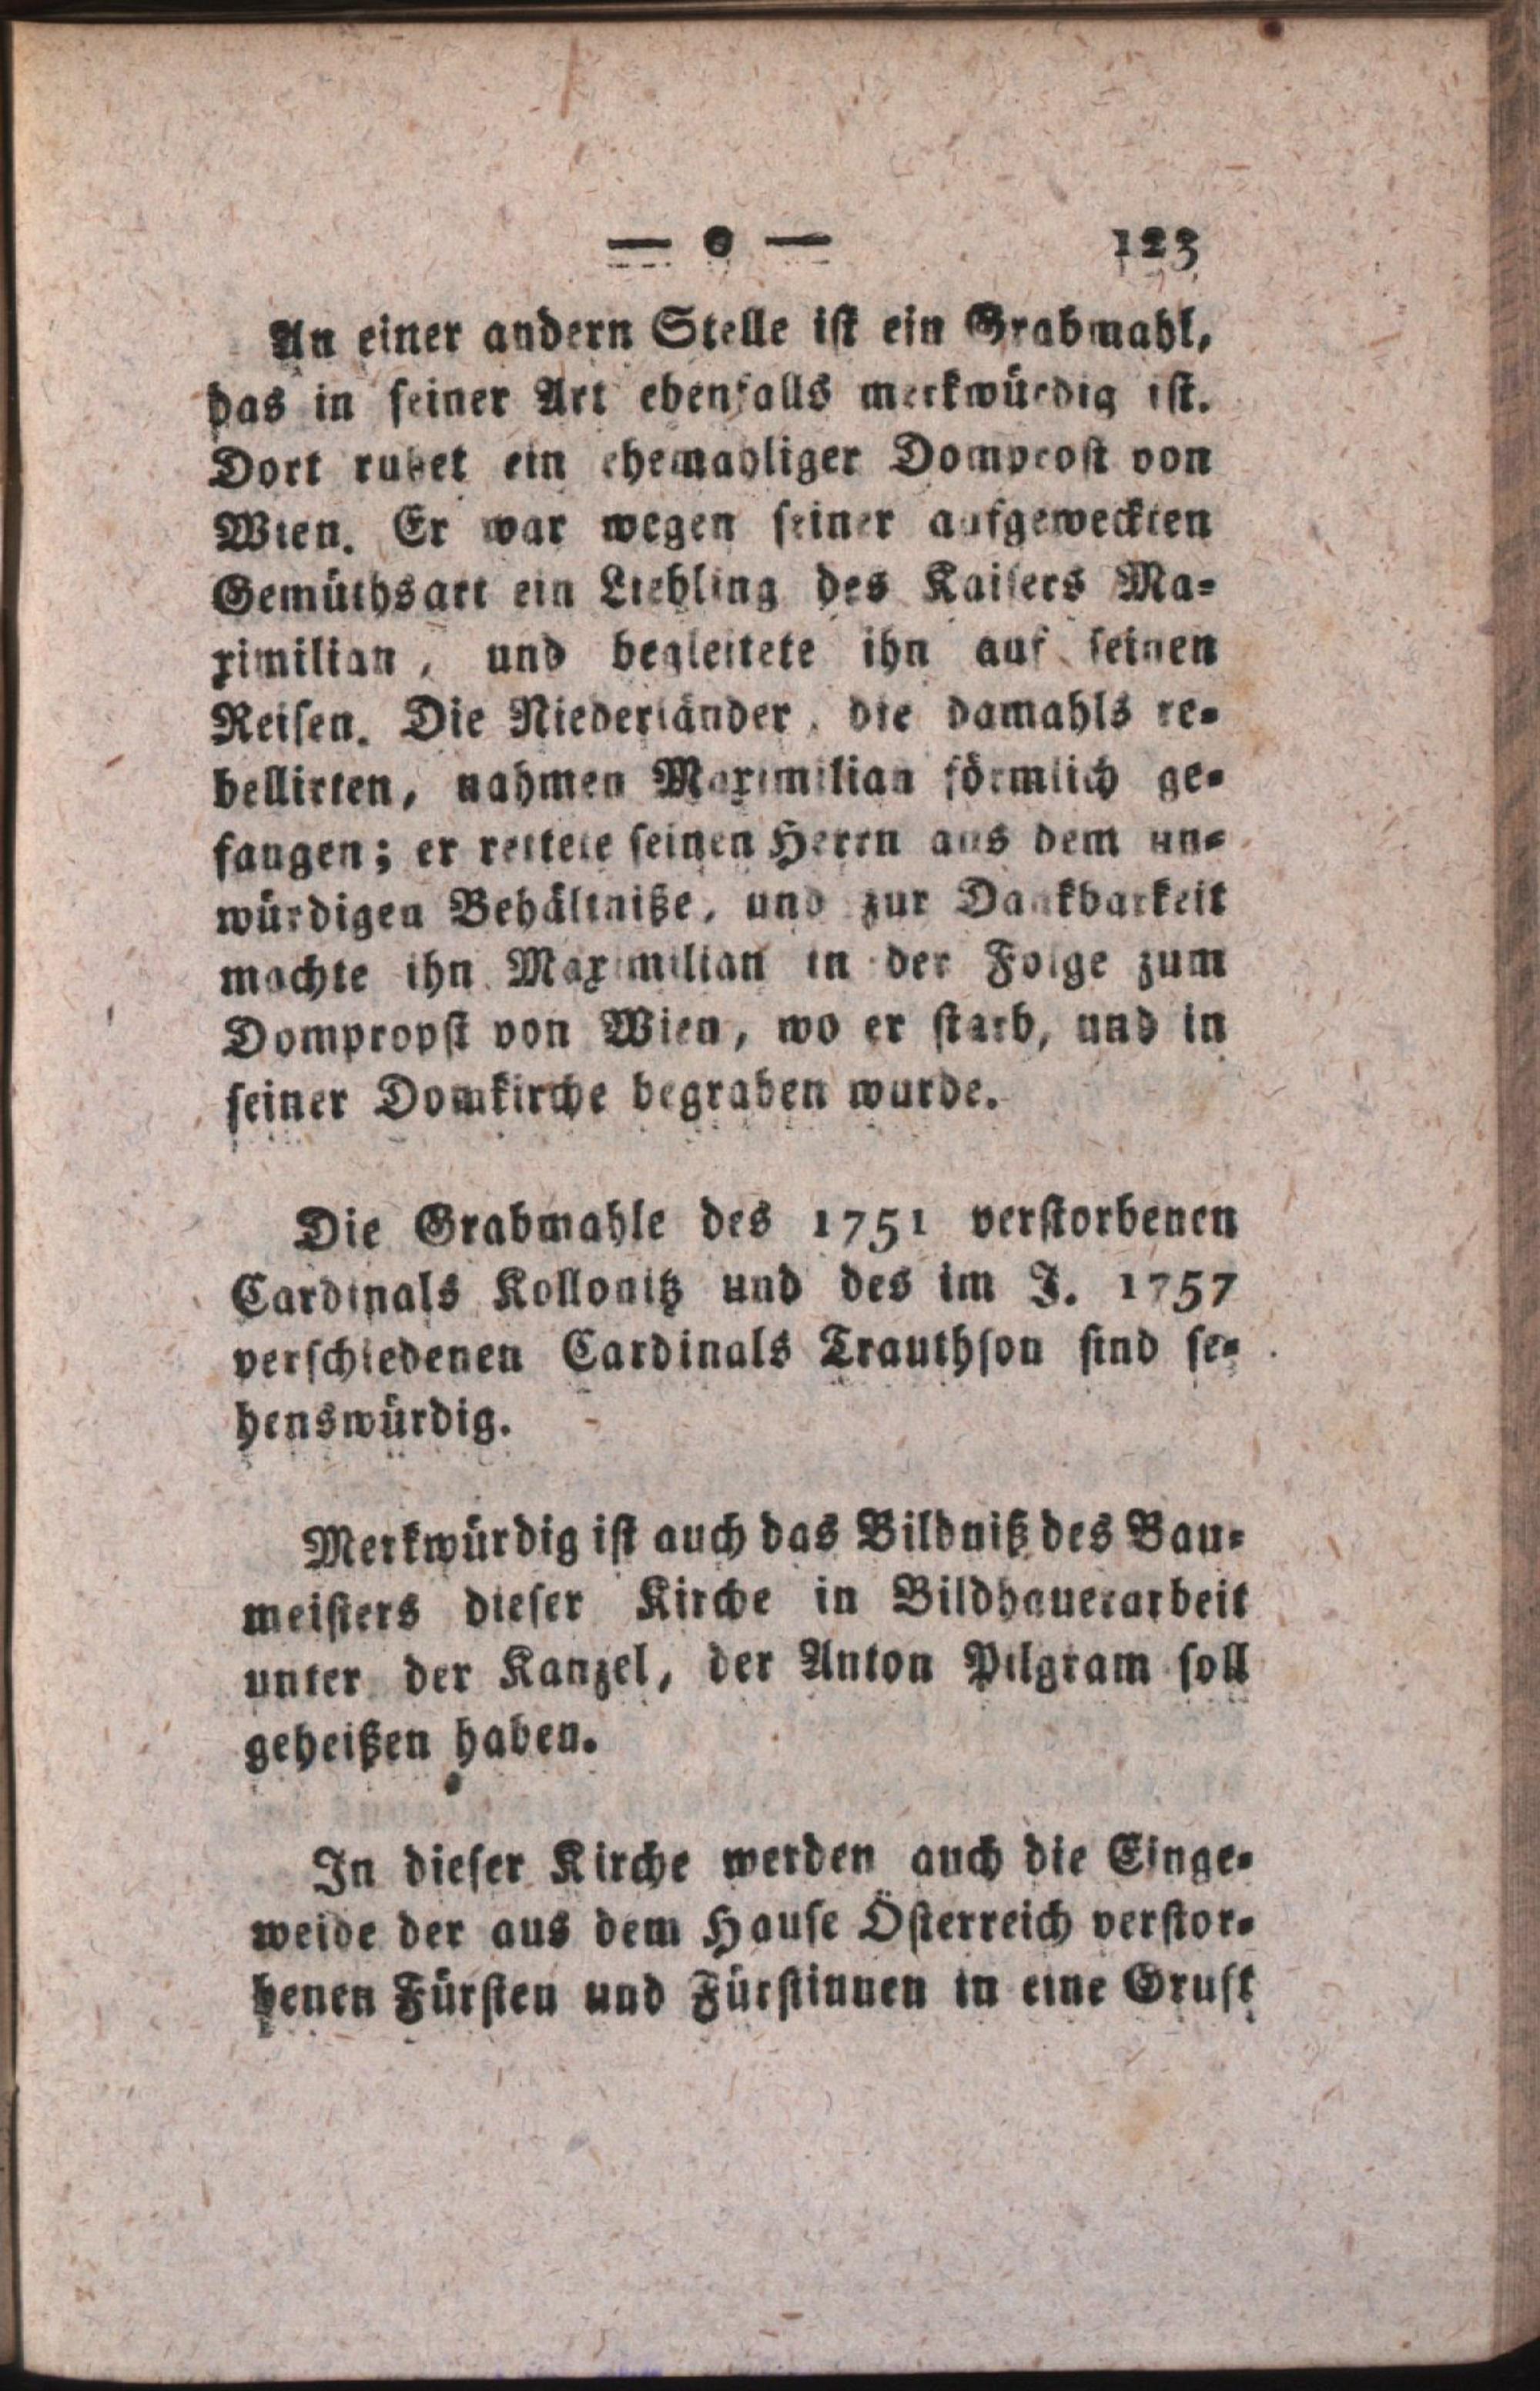 — o — 123
An einer andern Stelle ist ein Grabmahl,
das in seiner Art ebenfalls merkwürdig ist.
Dort ruhet ein ehemahliger Dompropst von
Wien. Er war wegen seiner aufgeweckten
Gemüthsart ein Liebling des Kaisers Ma-
ximilian, und begleitete ihn auf seinen
Reisen. Die Niederländer, die damahls re-
bellirten, nahmen Maximilian förmlich ge-
fangen; er rettete seinen Herrn aus dem un-
würdigen Behältniße, und zur Dankbarkeit
machte ihn Maximilian in der Folge zum
Dompropst von Wien, wo er starb, und in
seiner Domkirche begraben wurde.
Die Grabmahle des 1751 verstorbenen
Cardinals Kollonitz und des im J. 1757
verschiedenen Cardinals Trauthson sind se-
henswürdig.
Merkwürdig ist auch das Bildniß des Bau-
meisters dieser Kirche in Bildhauerarbeit
unter der Kanzel, der Anton Pilgram soll
geheißen haben.
In dieser Kirche werden auch die Einge-
weide der aus dem Hause Österreich verstor-
benen Fürsten und Fürstinnen in eine Gruft